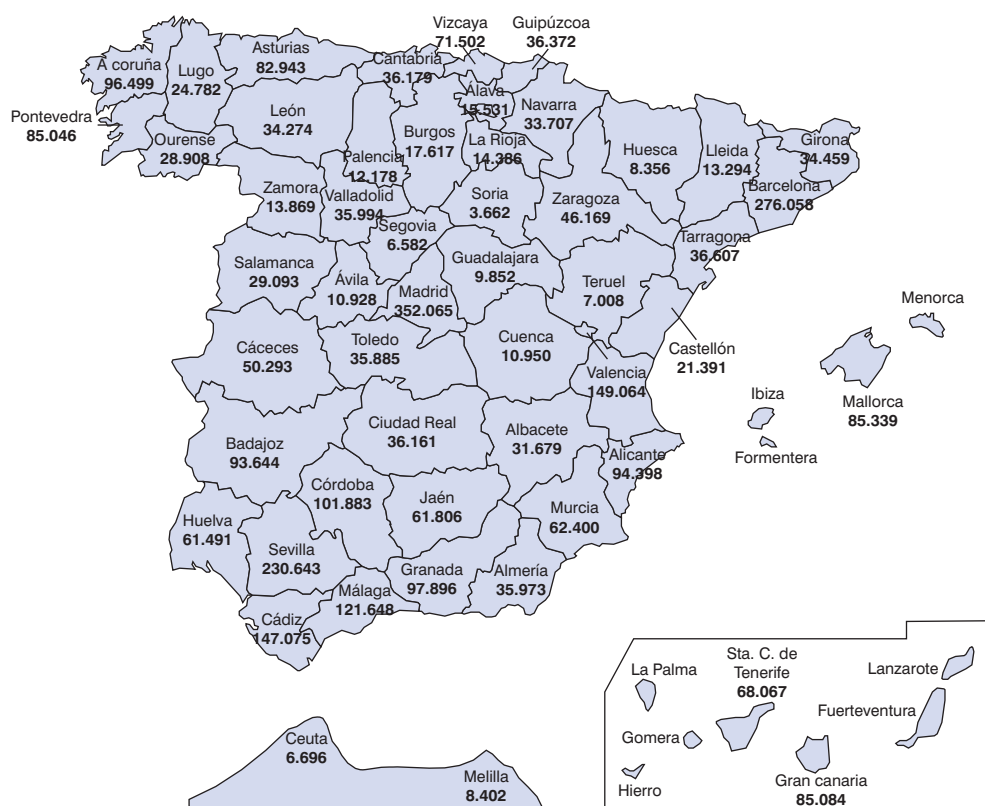 Vizcaya
71.502
Guipúzcoa
36.372
Asturias
82.943
Cantabria
36.179
A coruña
96.499
Lugo
24.782
Álava
15.531
Navarra
33.707
Pontevedra
85.046
León
34.274
Ourense
28.908
Burgos
17.617
La Rioja
14.386
Huesca
8.356
Lleida
13.294
Girona
34.459
Palencia
12.178
Barcelona
276.058
Zamora
13.869
Valladolid
35.994
Soria
3.662
Zaragoza
46.169
Segovia
6.582
Tarragona
36.607
Salamanca
29.093
Ávila
10.928
Madrid
352.065
Guadalajara
9.852
Teruel
7.008
Menorca
Cáceces
50.293
Toledo
35.885
Cuenca
10.950
Castellón
21.391
Valencia
149.064
Ibiza
Mallorca
85.339
Formentera
Badajoz
93.644
Ciudad Real
36.161
Albacete
31.679
Alicante
94.398
Córdoba
101.883
Jaén
61.806
Murcia
62.400
Huelva
61.491
Sevilla
230.643
Granada
97.896
Almería
35.973
Málaga
121.648
Cádiz
147.075
La Palma
Sta. C. de
Tenerife
68.067
Lanzarote
Fuerteventura
Gomera
Hierro
Gran canaria
85.084
Ceuta
6.696
Melilla
8.402